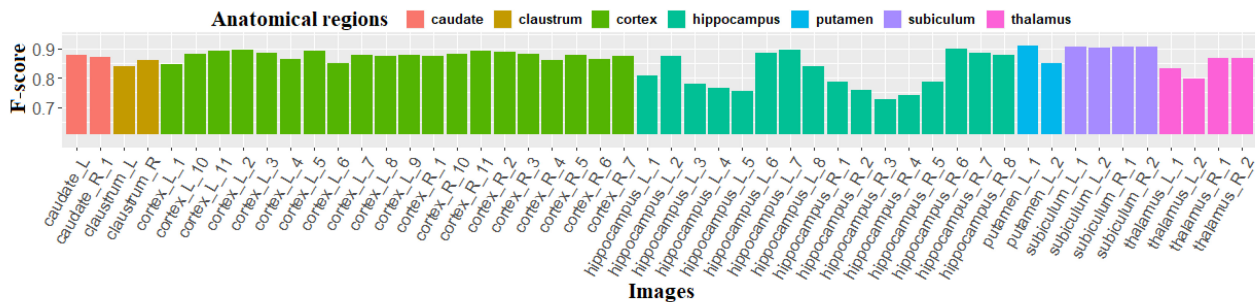 Anatomical regions caudate claustrum cortex hippocampus putamen subiculum thalamus
F-score
0.9
0.8
0.7
caudate_L
caudate_R_1
claustrum_L
claustrum_R
cortex_L_1
cortex_L_10
cortex_L_11
cortex_L_2
cortex_L_3
cortex_L_4
cortex_L_5
cortex_L_6
cortex_L_7
cortex_L_8
cortex_L_9
cortex_R_1
cortex_R_10
cortex_R_11
cortex_R_2
cortex_R_3
cortex_R_4
cortex_R_5
cortex_R_6
cortex_R_7
hippocampus_L_1
hippocampus_L_2
hippocampus_L_3
hippocampus_L_4
hippocampus_L_5
hippocampus_L_6
hippocampus_L_7
hippocampus_L_8
hippocampus_R_1
hippocampus_R_2
hippocampus_R_3
hippocampus_R_4
hippocampus_R_5
hippocampus_R_6
hippocampus_R_7
hippocampus_R_8
putamen_L_1
putamen_L_2
subiculum_L_1
subiculum_L_2
subiculum_R_1
subiculum_R_2
thalamus_L_1
thalamus_L_2
thalamus_R_1
thalamus_R_2
Images